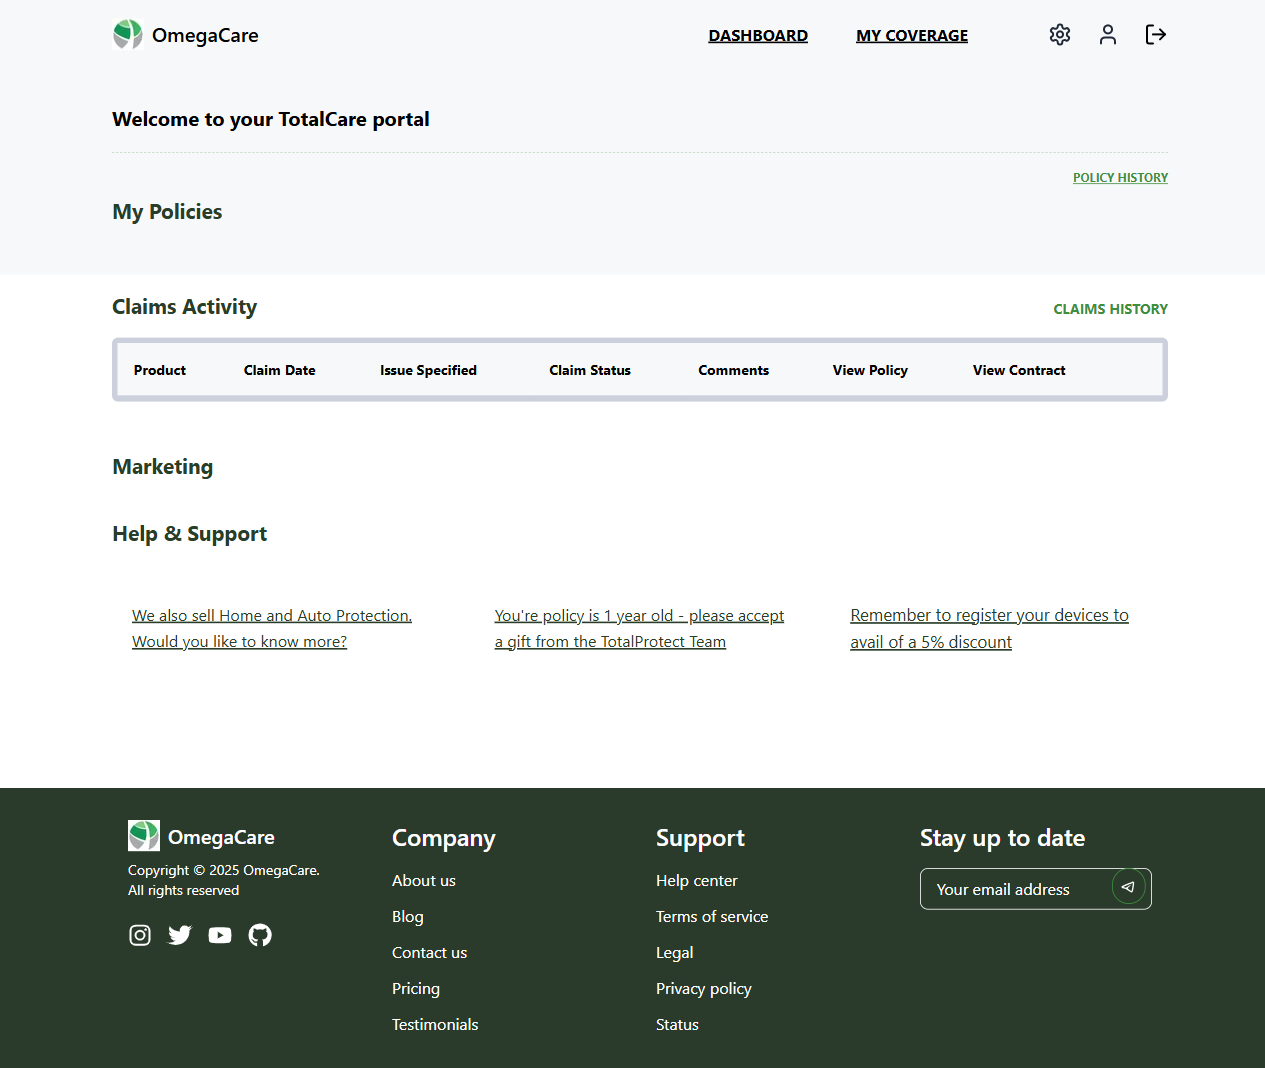 OmegaCare
DASHBOARD
MY COVERAGE
Welcome to your TotalCare portal
POLICY HISTORY
My Policies
Claims Activity
CLAIMS HISTORY
Product Claim Date Issue Specified Claim Status Comments View Policy View Contract
Marketing
Help & Support
We also sell Home and Auto Protection.
Would you like to know more?
You're policy is 1 year old - please accept
a gift from the TotalProtect Team
Remember to register your devices to
avail of a 5% discount
OmegaCare
Copyright © 2025 OmegaCare.
All rights reserved
Company
About us
Blog
Contact us
Pricing
Testimonials
Support
Help center
Terms of service
Legal
Privacy policy
Status
Stay up to date
Your email address